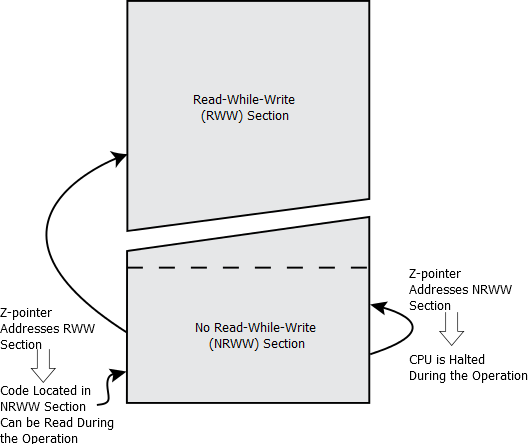 Read-While-Write
(RWW) Section
No Read-While-Write
(NRWW) Section
Z-pointer
Addresses RWW
Section
Code Located in
NRWW Section
Can be Read During
the Operation
Z-pointer
Addresses NRWW
Section
CPU is Halted
During the Operation